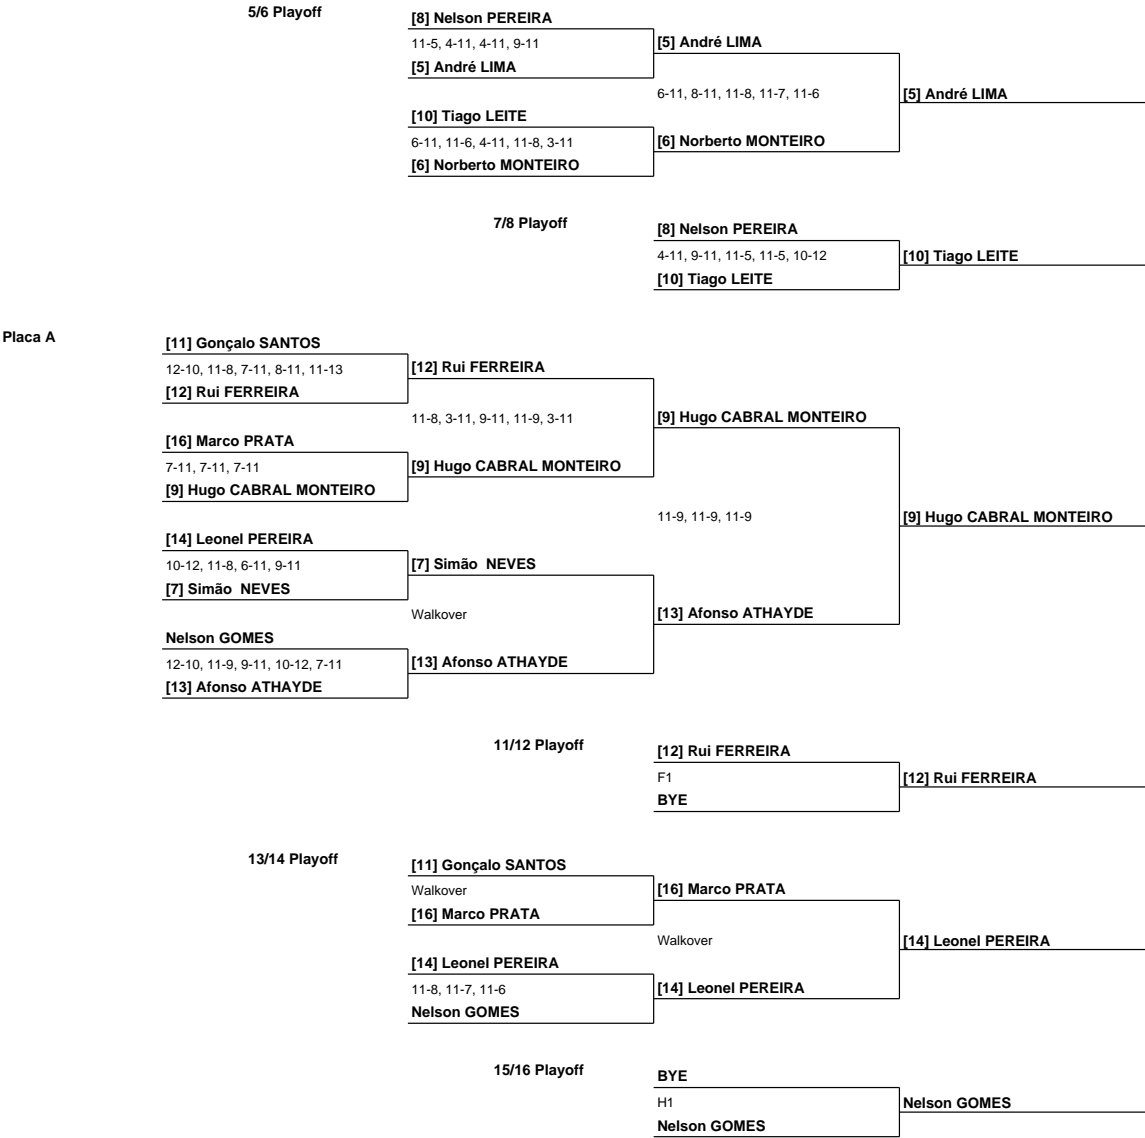 5/6 Playoff
[8] Nelson PEREIRA
11-5, 4-11, 4-11, 9-11
[5] André LIMA
[5] André LIMA
6-11, 8-11, 11-8, 11-7, 11-6
[5] André LIMA
[10] Tiago LEITE
6-11, 11-6, 4-11, 11-8, 3-11
[6] Norberto MONTEIRO
[6] Norberto MONTEIRO
7/8 Playoff
[8] Nelson PEREIRA
4-11, 9-11, 11-5, 11-5, 10-12
[10] Tiago LEITE
[10] Tiago LEITE
Placa A
[11] Gonçalo SANTOS
12-10, 11-8, 7-11, 8-11, 11-13
[12] Rui FERREIRA
[12] Rui FERREIRA
11-8, 3-11, 9-11, 11-9, 3-11
[9] Hugo CABRAL MONTEIRO
[16] Marco PRATA
7-11, 7-11, 7-11
[9] Hugo CABRAL MONTEIRO
[9] Hugo CABRAL MONTEIRO
11-9, 11-9, 11-9
[9] Hugo CABRAL MONTEIRO
[14] Leonel PEREIRA
10-12, 11-8, 6-11, 9-11
[7] Simão  NEVES
[7] Simão  NEVES
Walkover
[13] Afonso ATHAYDE
Nelson GOMES
12-10, 11-9, 9-11, 10-12, 7-11
[13] Afonso ATHAYDE
[13] Afonso ATHAYDE
11/12 Playoff
[12] Rui FERREIRA
F1
[12] Rui FERREIRA
BYE
13/14 Playoff
[11] Gonçalo SANTOS
Walkover
[16] Marco PRATA
[16] Marco PRATA
Walkover
[14] Leonel PEREIRA
[14] Leonel PEREIRA
11-8, 11-7, 11-6
[14] Leonel PEREIRA
Nelson GOMES
15/16 Playoff
BYE
H1
Nelson GOMES
Nelson GOMES